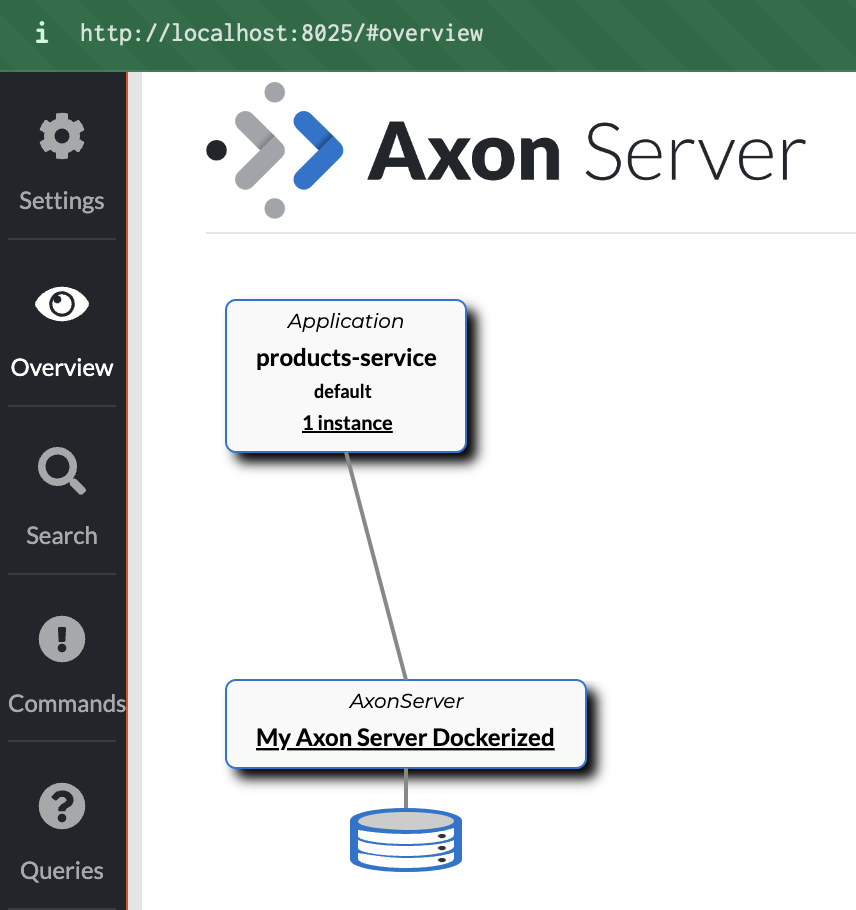 http://localhost:8025/#overview
Axon Server
Settings
Overview
Search
Commands
Queries
Application
products-service
default
1 instance
AxonServer
My Axon Server Dockerized